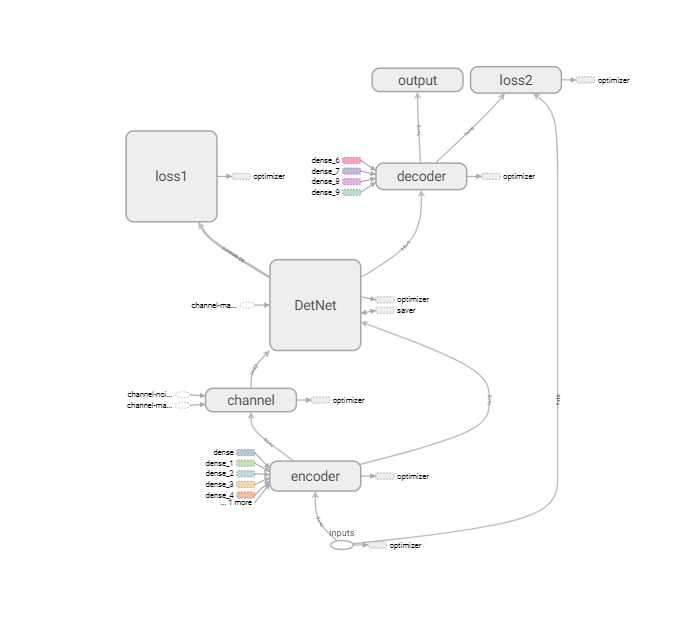 output
loss2
optimizer
dense_6
dense_7
dense_8
dense_9
decoder
optimizer
loss1
optimizer
channel-ma...
DetNet
optimizer
saver
channel-noi...
channel-ma...
channel
optimizer
dense
dense_1
dense_2
dense_3
dense_4
... 1 more
encoder
optimizer
inputs
optimizer